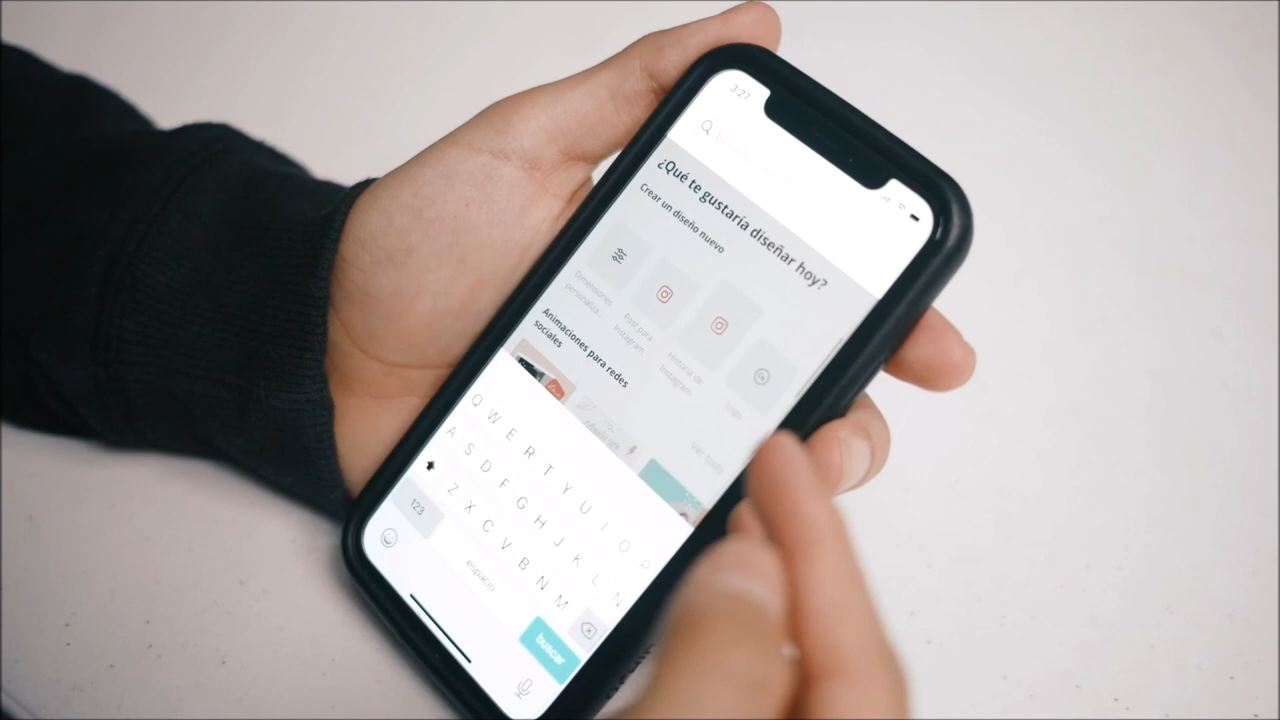 3:27
¿Qué te gustaría diseñar hoy?
Crear un diseño nuevo
Dimensiones
personaliza...
Post para
Instagram
Historia de
Instagram
Logo
Animaciones para redes
sociales
Ver todo
Q W E R T Y U I O P
A S D F G H J K L Ñ
Z X C V B N M
123
espacio
buscar